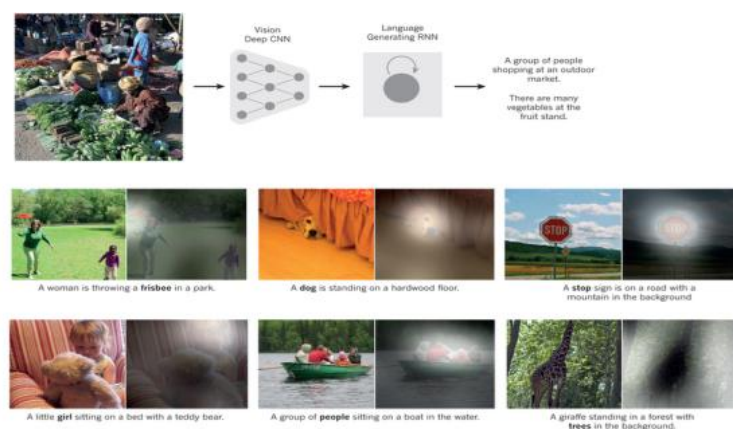 Vision
Deep CNN
Language
Generating RNN
A group of people
shopping at an outdoor
market.
There are many
vegetables at the
fruit stand.
STOP
STOP
A woman is throwing a frisbee in a park.
A dog is standing on a hardwood floor.
A stop sign is on a road with a
mountain in the background
A little girl sitting on a bed with a teddy bear.
A group of people sitting on a boat in the water.
A giraffe standing in a forest with
trees in the background.